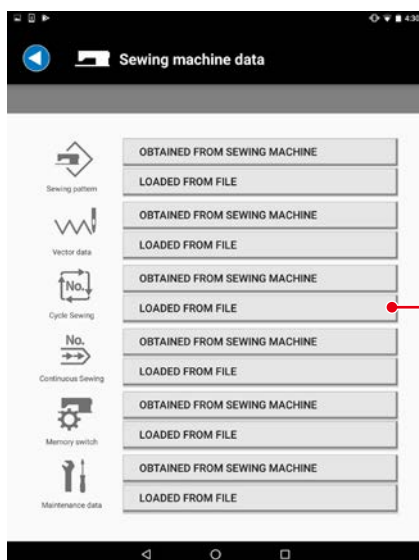 4:30
Sewing machine data
OBTAINED FROM SEWING MACHINE
LOADED FROM FILE
Sewing pattern
OBTAINED FROM SEWING MACHINE
LOADED FROM FILE
Vector data
OBTAINED FROM SEWING MACHINE
No.
LOADED FROM FILE
Cycle Sewing
OBTAINED FROM SEWING MACHINE
No.
LOADED FROM FILE
Continuous Sewing
OBTAINED FROM SEWING MACHINE
LOADED FROM FILE
Memory switch
OBTAINED FROM SEWING MACHINE
LOADED FROM FILE
Maintenance data